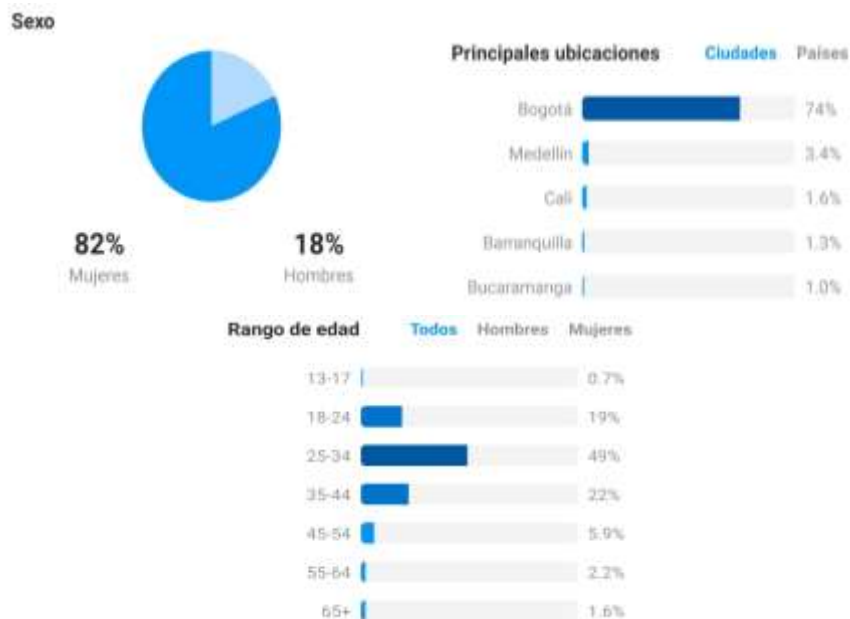 Sexo
82%
Mujeres
18%
Hombres
Principales ubicaciones Ciudades Países
Bogotá 74%
Medellín 3.4%
Cali 1.6%
Barranquilla 1.3%
Bucaramanga 1.0%
Rango de edad Todos Hombres Mujeres
13-17 0.7%
18-24 19%
25-34 49%
35-44 22%
45-54 5.9%
55-64 2.2%
65+ 1.6%